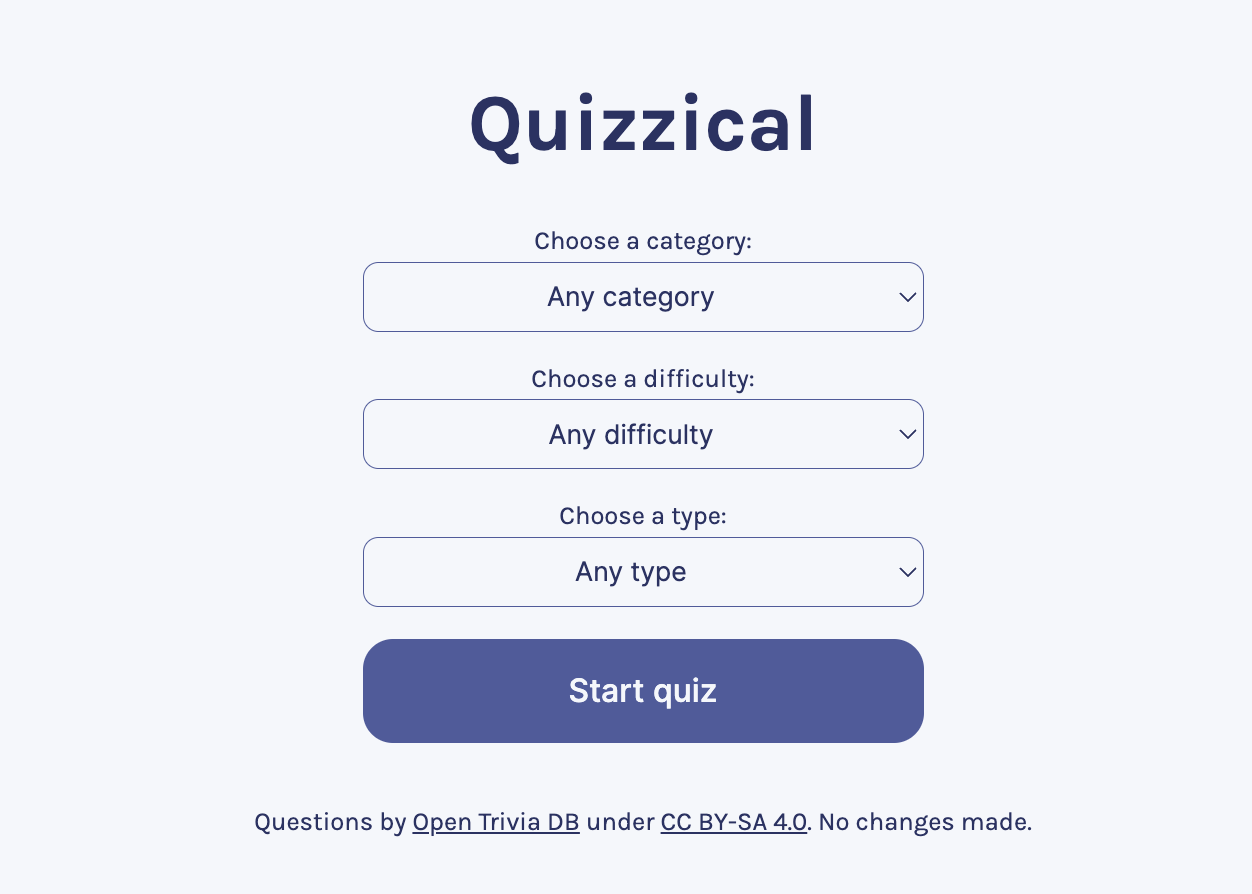 Quizzical
Choose a category:
Any category
Choose a difficulty:
Any difficulty
Choose a type:
Any type
Start quiz
Questions by Open Trivia DB under CC BY-SA 4.0. No changes made.